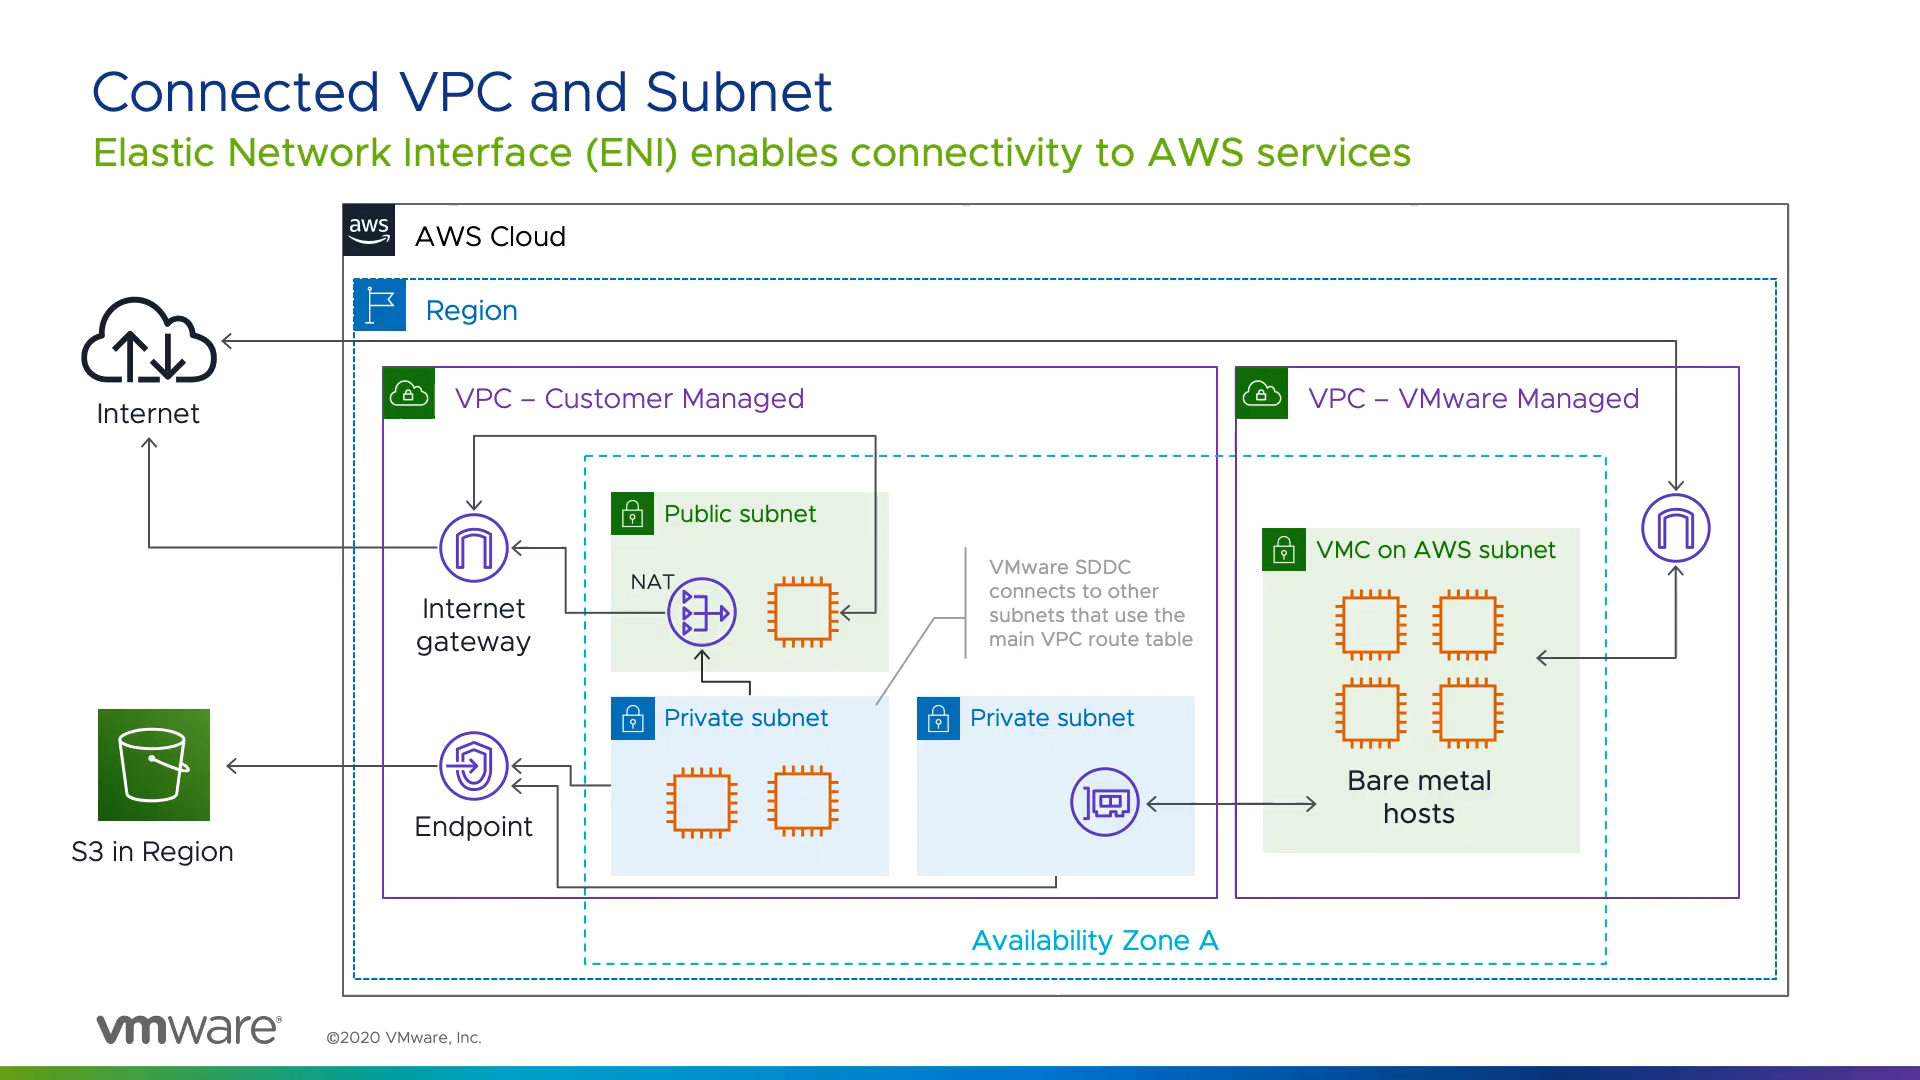 Connected VPC and Subnet
Elastic Network Interface (ENI) enables connectivity to AWS services
aws
AWS Cloud
Region
Internet
VPC – Customer Managed
VPC – VMware Managed
Public subnet
NAT
VMware SDDC
connects to other
subnets that use the
main VPC route table
VMC on AWS subnet
Internet
gateway
Private subnet
Private subnet
Bare metal
hosts
Endpoint
S3 in Region
Availability Zone A
vmware®
©2020 VMware, Inc.